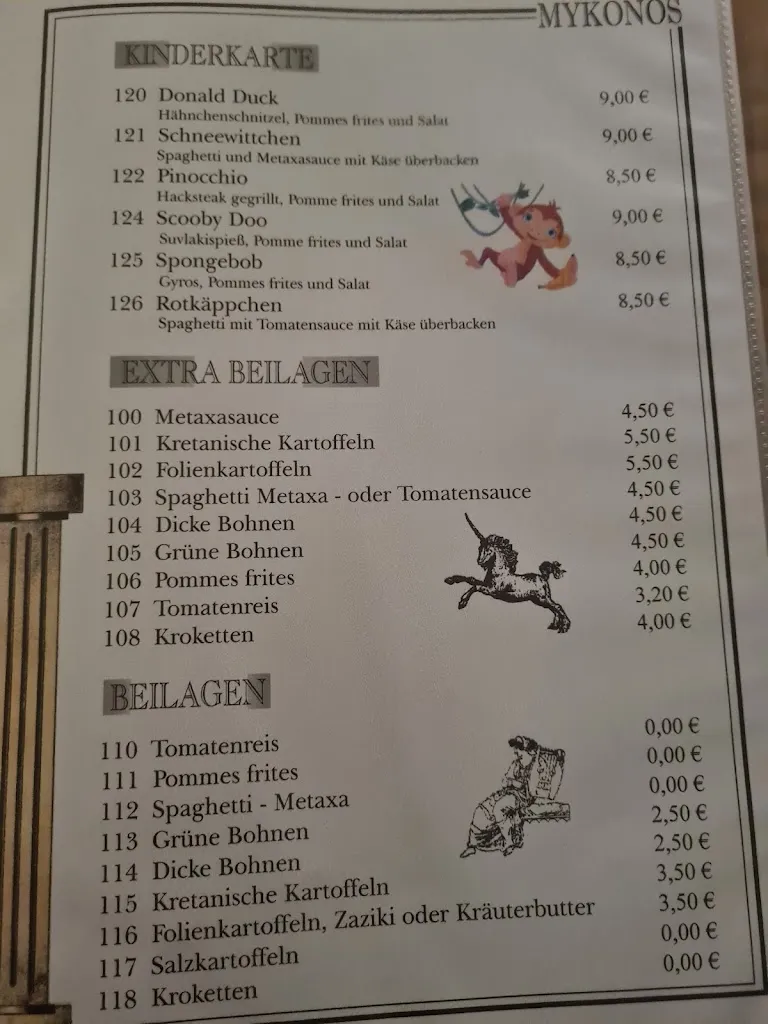 MYKONOS
KINDERKARTE
120 Donald Duck 9,00 €
Hähnchenschnitzel, Pommes frites und Salat
121 Schneewittchen 9,00 €
Spaghetti und Metaxasauce mit Käse überbacken
122 Pinocchio 8,50 €
Hacksteak gegrillt, Pomme frites und Salat
124 Scooby Doo 9,00 €
Suvlakispieß, Pomme frites und Salat
125 Spongebob 8,50 €
Gyros, Pommes frites und Salat
126 Rotkäppchen 8,50 €
Spaghetti mit Tomatensauce mit Käse überbacken
EXTRA BEILAGEN
100 Metaxasauce 4,50 €
101 Kretanische Kartoffeln 5,50 €
102 Folienkartoffeln 5,50 €
103 Spaghetti Metaxa - oder Tomatensauce 4,50 €
104 Dicke Bohnen 4,50 €
105 Grüne Bohnen 4,50 €
106 Pommes frites 4,00 €
107 Tomatenreis 3,20 €
108 Kroketten 4,00 €
BEILAGEN
110 Tomatenreis 0,00 €
111 Pommes frites 0,00 €
112 Spaghetti - Metaxa 0,00 €
113 Grüne Bohnen 2,50 €
114 Dicke Bohnen 2,50 €
115 Kretanische Kartoffeln 3,50 €
116 Folienkartoffeln, Zaziki oder Kräuterbutter 3,50 €
117 Salzkartoffeln 0,00 €
118 Kroketten 0,00 €